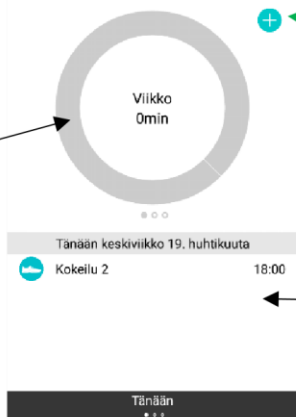 Viikko
0min
Tänään keskiviikko 19. huhtikuuta
Kokeilu 2 18:00
Tänään